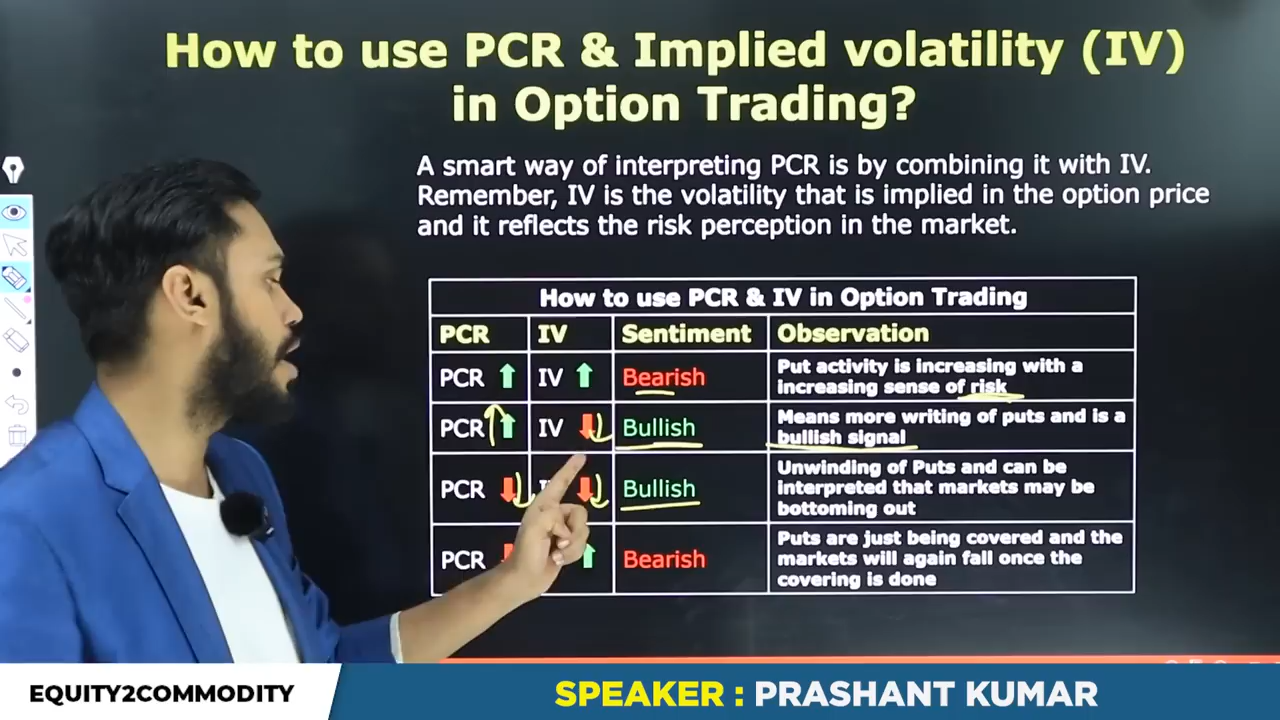 How to use PCR & Implied volatility (IV)
in Option Trading?
A smart way of interpreting PCR is by combining it with IV.
Remember, IV is the volatility that is implied in the option price
and it reflects the risk perception in the market.
How to use PCR & IV in Option Trading
PCR IV Sentiment Observation
PCR IV Bearish Put activity is increasing with a
increasing sense of risk
PCR IV Bullish Means more writing of puts and is a
bullish signal
PCR Bullish Unwinding of Puts and can be
interpreted that markets may be
bottoming out
PCR Bearish Puts are just being covered and the
markets will again fall once the
covering is done
EQUITY2COMMODITY
SPEAKER : PRASHANT KUMAR